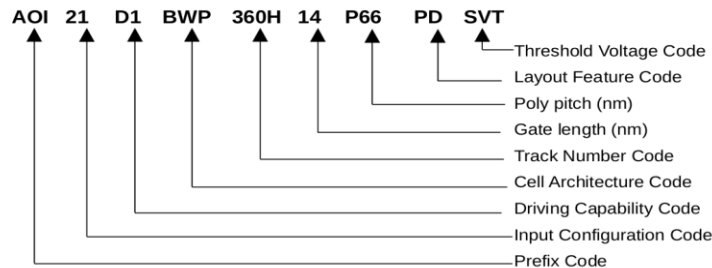 AOI 21 D1 BWP 360H 14 P66 PD SVT
Threshold Voltage Code
Layout Feature Code
Poly pitch (nm)
Gate length (nm)
Track Number Code
Cell Architecture Code
Driving Capability Code
Input Configuration Code
Prefix Code